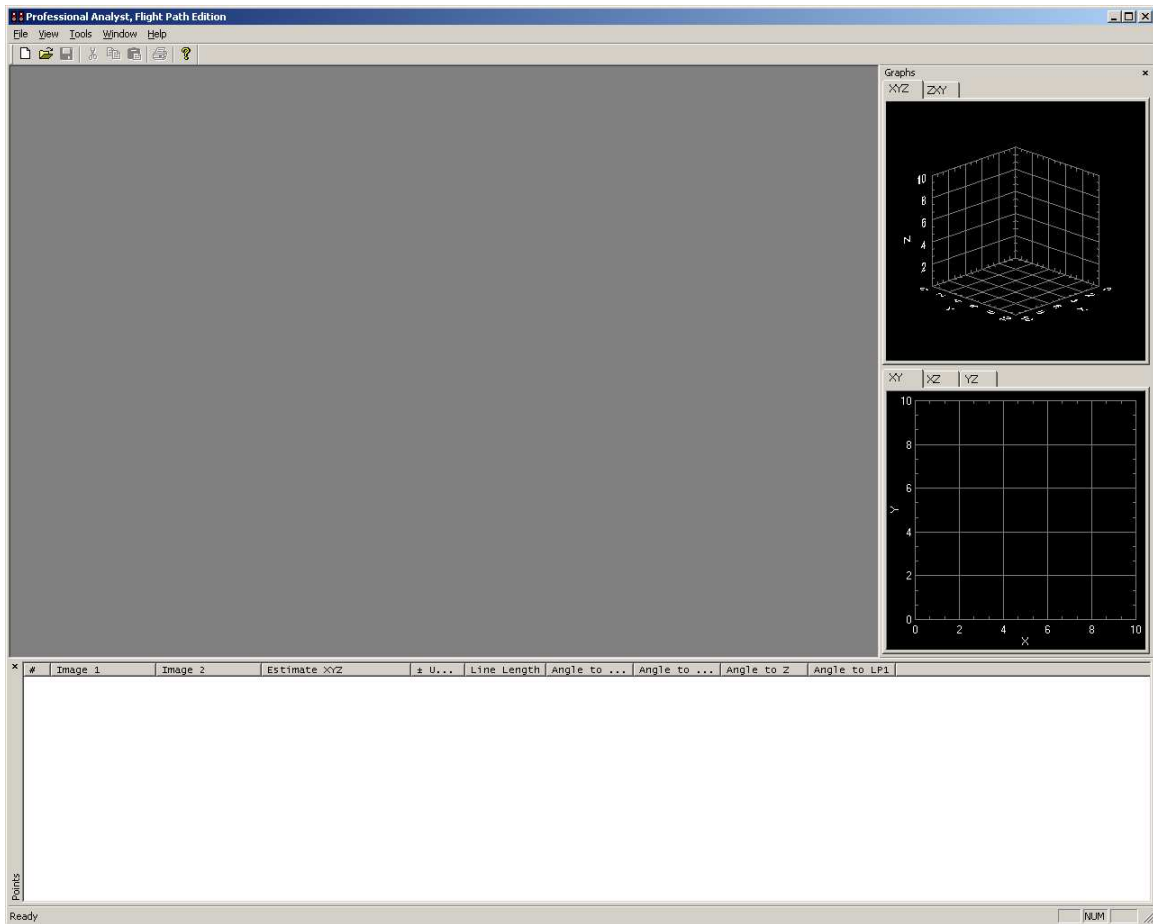 Professional Analyst, Flight Path Edition
File View Tools Window Help
Graphs
XYZ ZXY
10
8
6
4
2
Z
XY XZ YZ
10
8
6
4
2
0
Y
0 2 4 6 8 10
X
# Image 1 Image 2 Estimate XYZ ± U... Line Length Angle to ... Angle to ... Angle to Z Angle to LP1
Points
Ready NUM